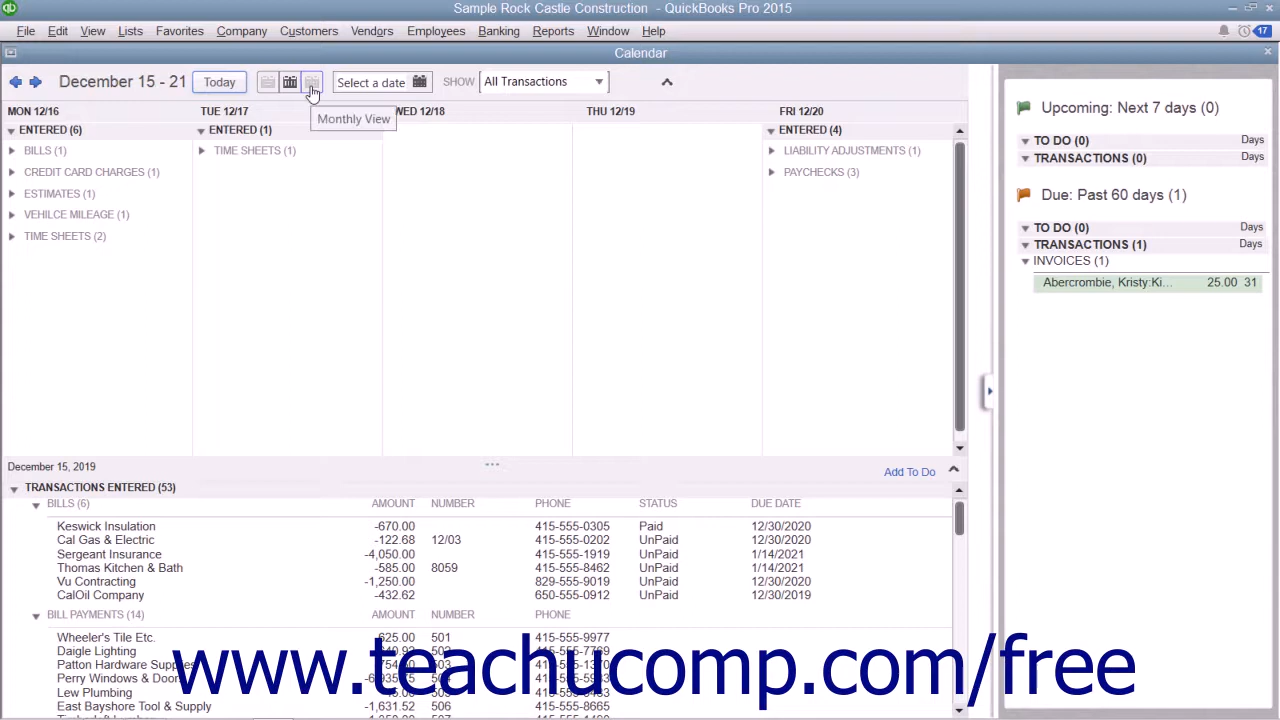 Sample Rock Castle Construction - QuickBooks Pro 2015
qb
File Edit View Lists Favorites Company Customers Vendors Employees Banking Reports Window Help
17
Calendar
December 15 - 21 Today Select a date SHOW All Transactions
Monthly View
MON 12/16 TUE 12/17 WED 12/18 THU 12/19 FRI 12/20
ENTERED (6) ENTERED (1) ENTERED (4)
BILLS (1) TIME SHEETS (1) LIABILITY ADJUSTMENTS (1)
CREDIT CARD CHARGES (1) PAYCHECKS (3)
ESTIMATES (1)
VEHILCE MILEAGE (1)
TIME SHEETS (2)
December 15, 2019 Add To Do
TRANSACTIONS ENTERED (53)
BILLS (6) AMOUNT NUMBER PHONE STATUS DUE DATE
Keswick Insulation -670.00 415-555-0305 Paid 12/30/2020
Cal Gas & Electric -122.68 12/03 415-555-0202 UnPaid 12/30/2020
Sergeant Insurance -4,050.00 415-555-1919 UnPaid 1/14/2021
Thomas Kitchen & Bath -585.00 8059 415-555-8462 UnPaid 1/14/2021
Vu Contracting -1,250.00 829-555-9019 UnPaid 12/30/2020
CalOil Company -432.62 650-555-0912 UnPaid 12/30/2019
BILL PAYMENTS (14) AMOUNT NUMBER PHONE
Wheeler's Tile Etc. 501 415-555-9977
Daigle Lighting
Patton Hardware Supplies
Perry Windows & Doors
Lew Plumbing
East Bayshore Tool & Supply -1,631.52 506 415-555-8665
Upcoming: Next 7 days (0)
TO DO (0) Days
TRANSACTIONS (0) Days
Due: Past 60 days (1)
TO DO (0) Days
TRANSACTIONS (1) Days
INVOICES (1)
Abercrombie, Kristy:Ki... 25.00 31
www.teachucomp.com/free